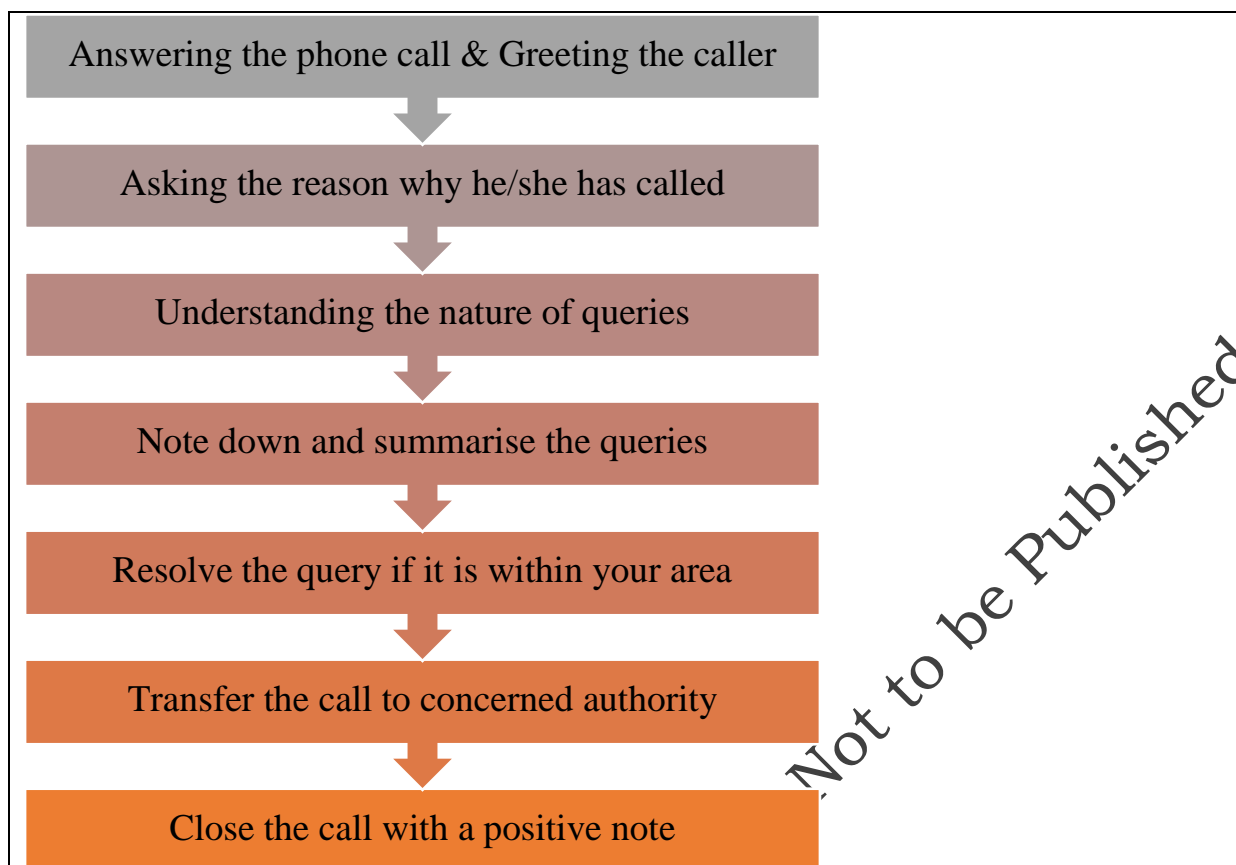 Answering the phone call & Greeting the caller
Asking the reason why he/she has called
Understanding the nature of queries
Note down and summarise the queries
Resolve the query if it is within your area
Transfer the call to concerned authority
Close the call with a positive note
Not to be Published